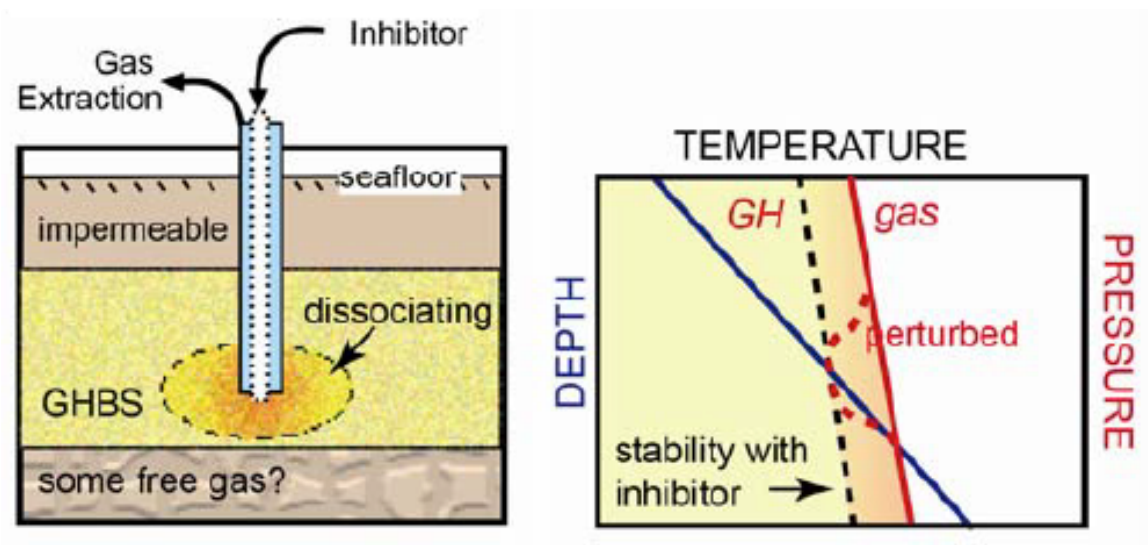 Inhibitor
Gas
Extraction
seafloor
impermeable
dissociating
GHBS
some free gas?
TEMPERATURE
GH
gas
DEPTH
PRESSURE
perturbed
stability with
inhibitor